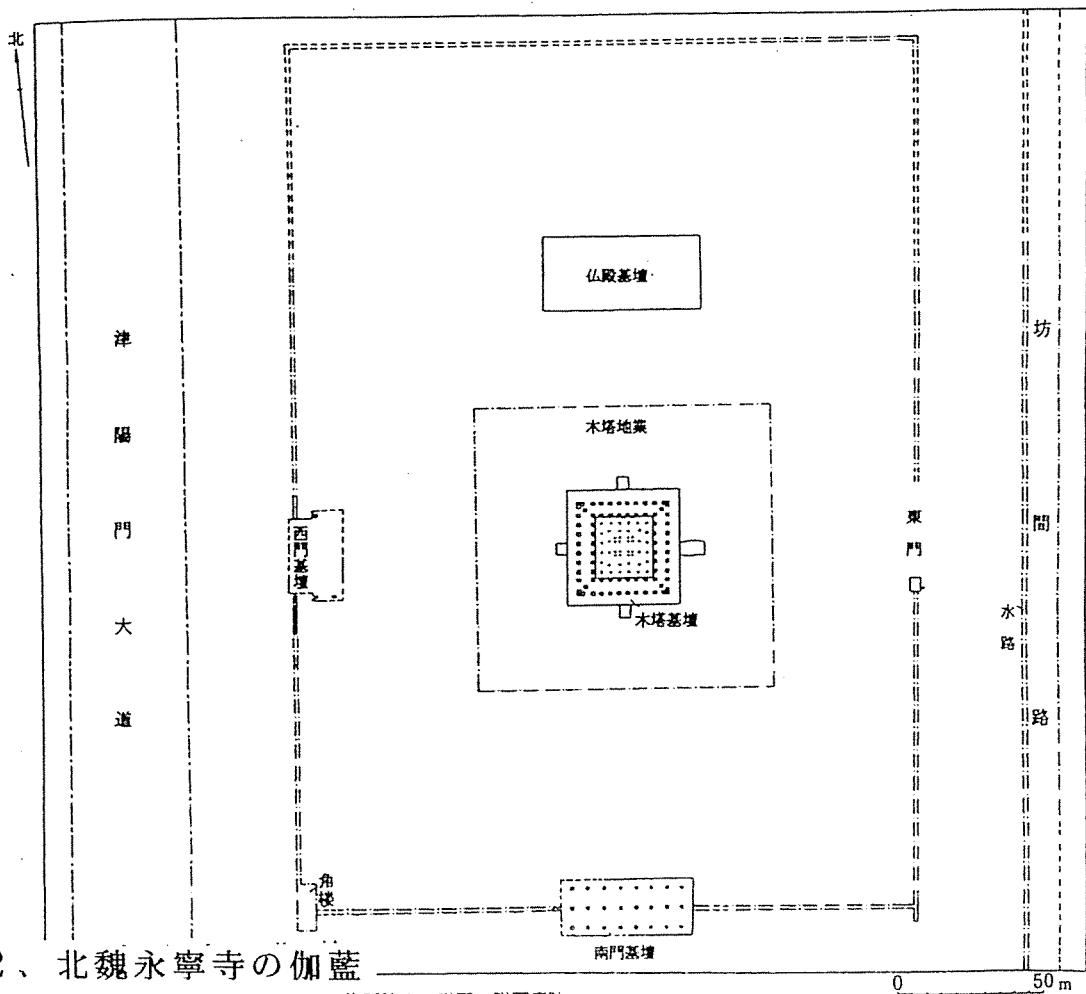 北
仏殿基壇
津陽門大道
坊間路
木塔地業
西門基壇
東門
木塔基壇
水路
角楼
南門基壇
、北魏永寧寺の伽藍
0 50m